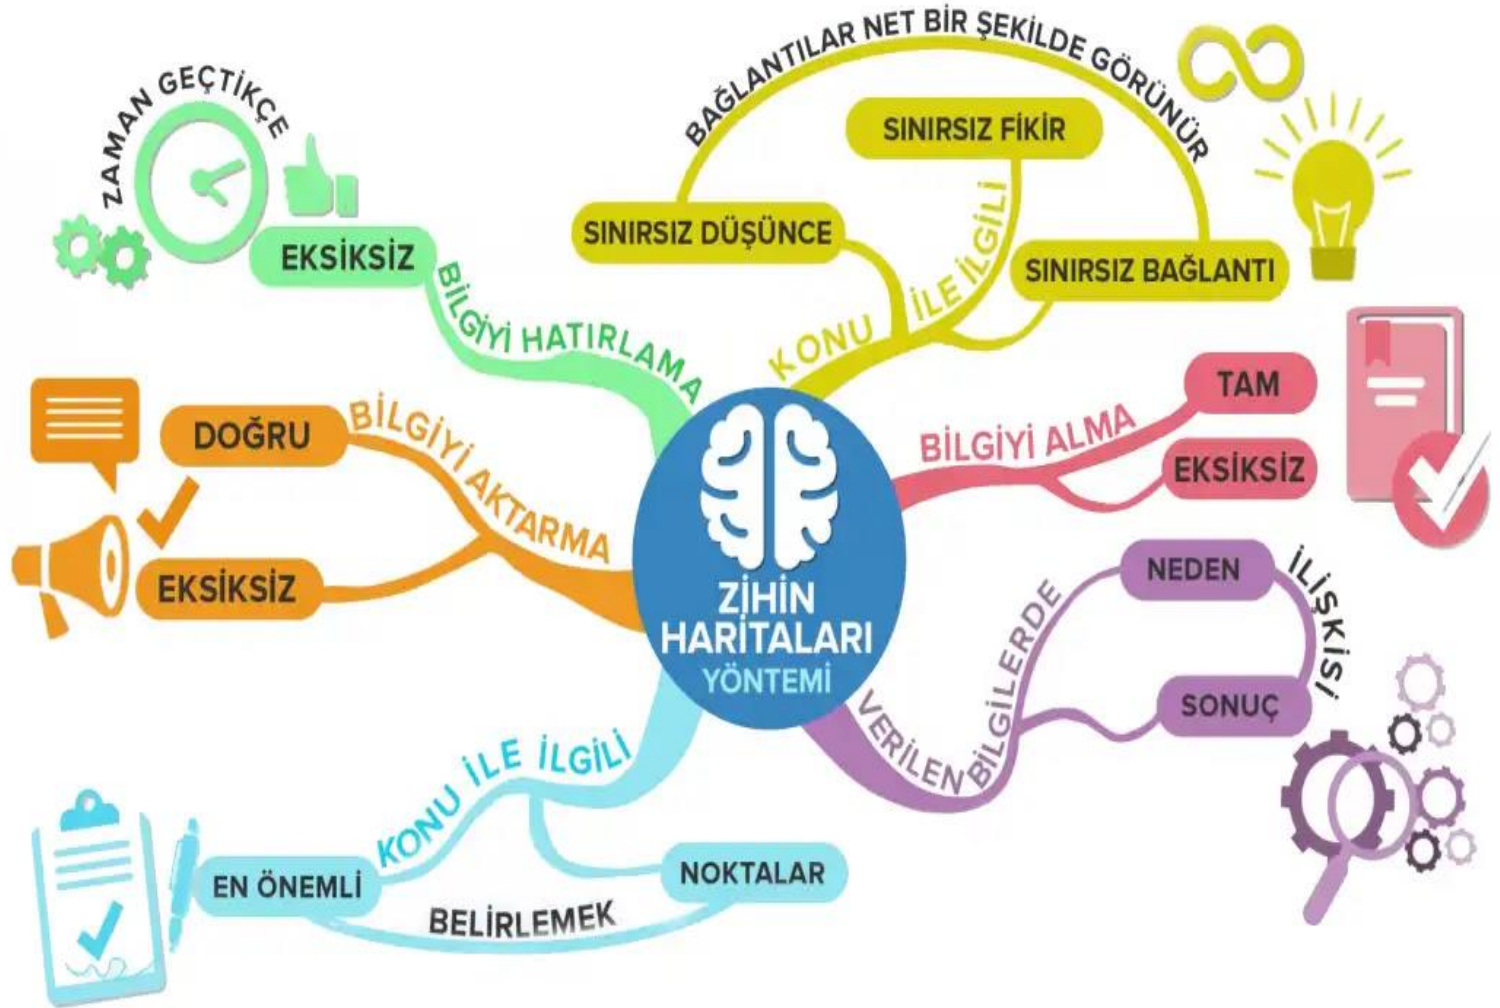 ZİHİN
HARİTALARI
YÖNTEMİ
BAĞLANTILAR NET BİR ŞEKİLDE GÖRÜNÜR
SINIRSIZ FİKİR
SINIRSIZ DÜŞÜNCE
SINIRSIZ BAĞLANTI
KONU İLE İLGİLİ
TAM
BİLGİYİ ALMA
EKSİKSİZ
NEDEN
İLİŞKİSİ
SONUÇ
VERİLEN BİLGİLERDE
KONU İLE İLGİLİ
EN ÖNEMLİ
NOKTALAR
BELİRLEMEK
DOĞRU
BİLGİYİ AKTARMA
EKSİKSİZ
ZAMAN GEÇTİKÇE
EKSİKSİZ
BİLGİYİ HATIRLAMA